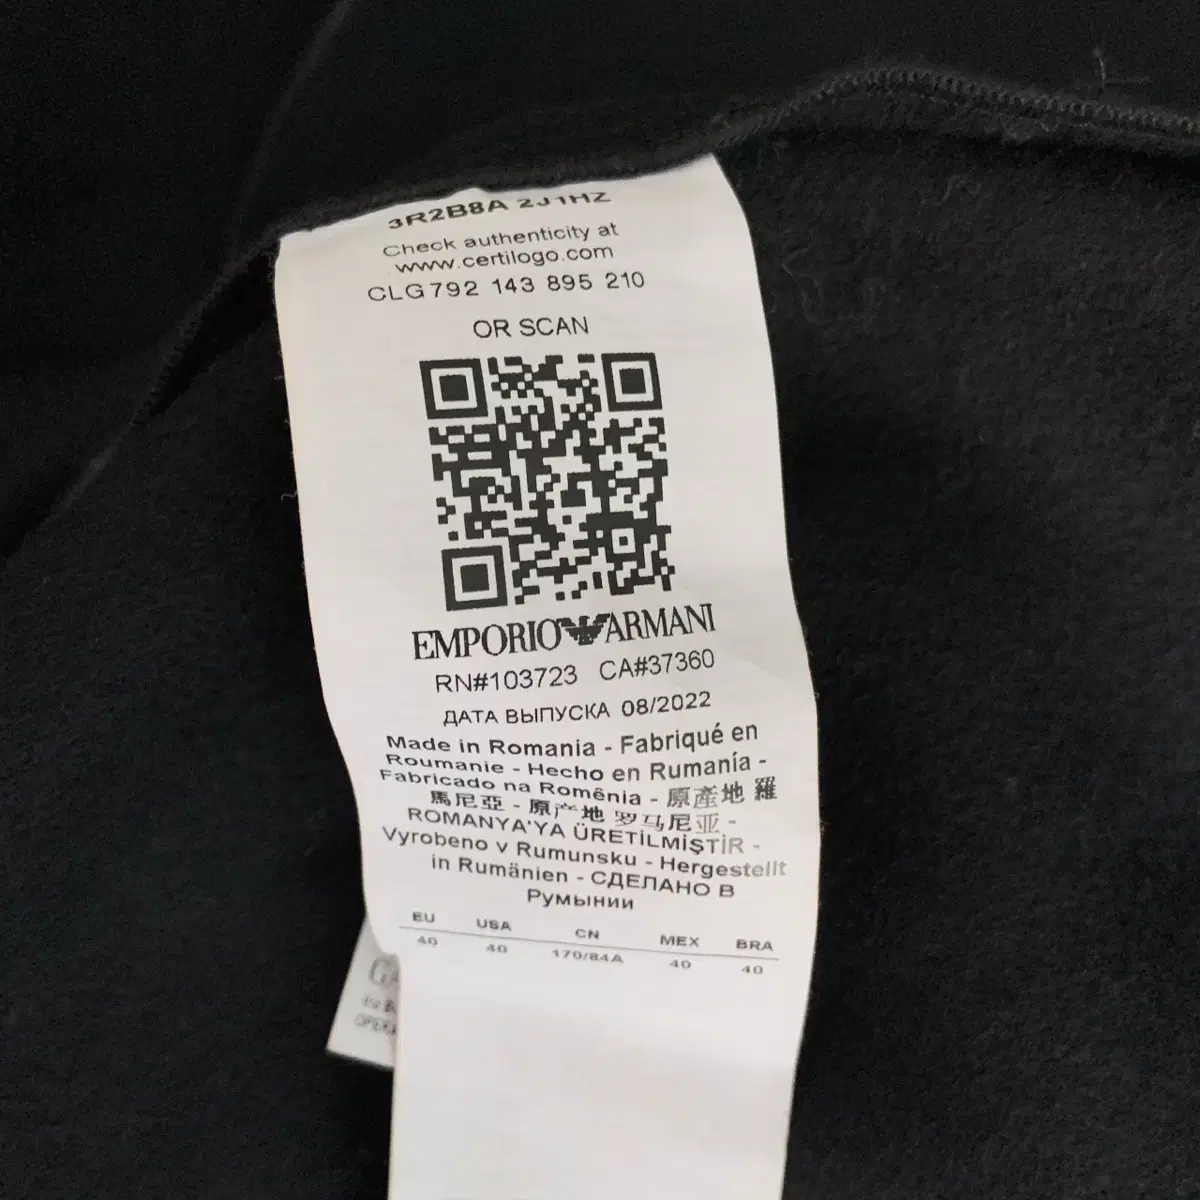 3R2B8A 2J1HZ
Check authenticity at
www.certilogo.com
CLG792 143 895 210
OR SCAN
EMPORIO ARMANI
RN#103723 CA#37360
ДАТА ВЫПУСКА 08/2022
Made in Romania - Fabriqué en
Roumanie - Hecho en Rumanía -
Fabricado na Romênia - 原產地 羅
馬尼亞 - 原产地 罗马尼亚 -
ROMANYA'YA ÜRETİLMİŞTİR -
Vyrobeno v Rumunsku - Hergestellt
in Rumänien - СДЕЛАНО В
Румынии
EU USA CN MEX BRA
40 40 170/84A 40 40